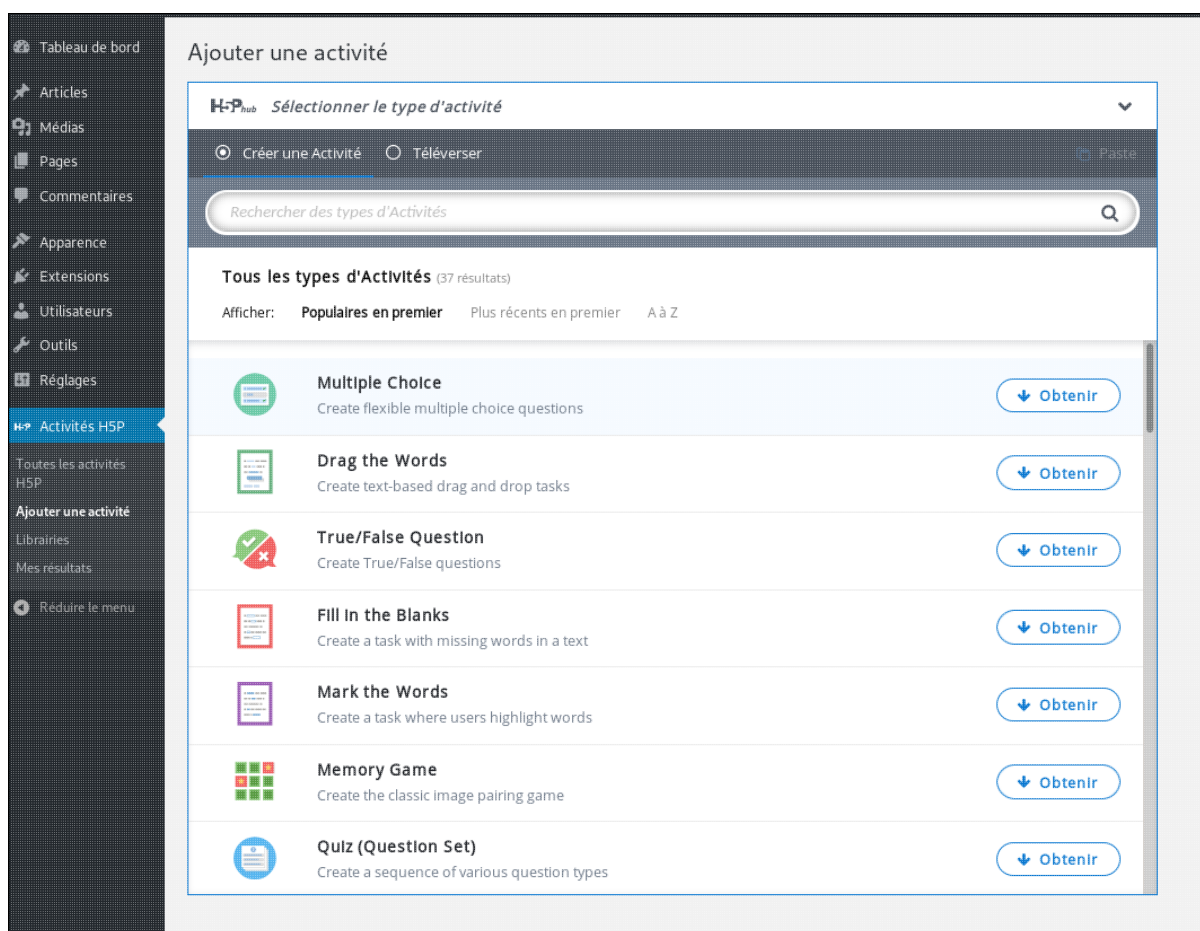 Tableau de bord
Articles
Médias
Pages
Commentaires
Apparence
Extensions
Utilisateurs
Outils
Réglages
H5P Activités H5P
Toutes les activités
H5P
Ajouter une activité
Librairies
Mes résultats
Réduire le menu
Ajouter une activité
H5Phub Sélectionner le type d'activité
Créer une Activité Téléverser Paste
Rechercher des types d'Activités
Tous les types d'Activités (37 résultats)
Afficher: Populaires en premier Plus récents en premier A à Z
Multiple Choice
Create flexible multiple choice questions
Obtenir
Drag the Words
Create text-based drag and drop tasks
Obtenir
True/False Question
Create True/False questions
Obtenir
Fill in the Blanks
Create a task with missing words in a text
Obtenir
Mark the Words
Create a task where users highlight words
Obtenir
Memory Game
Create the classic image pairing game
Obtenir
Quiz (Question Set)
Create a sequence of various question types
Obtenir